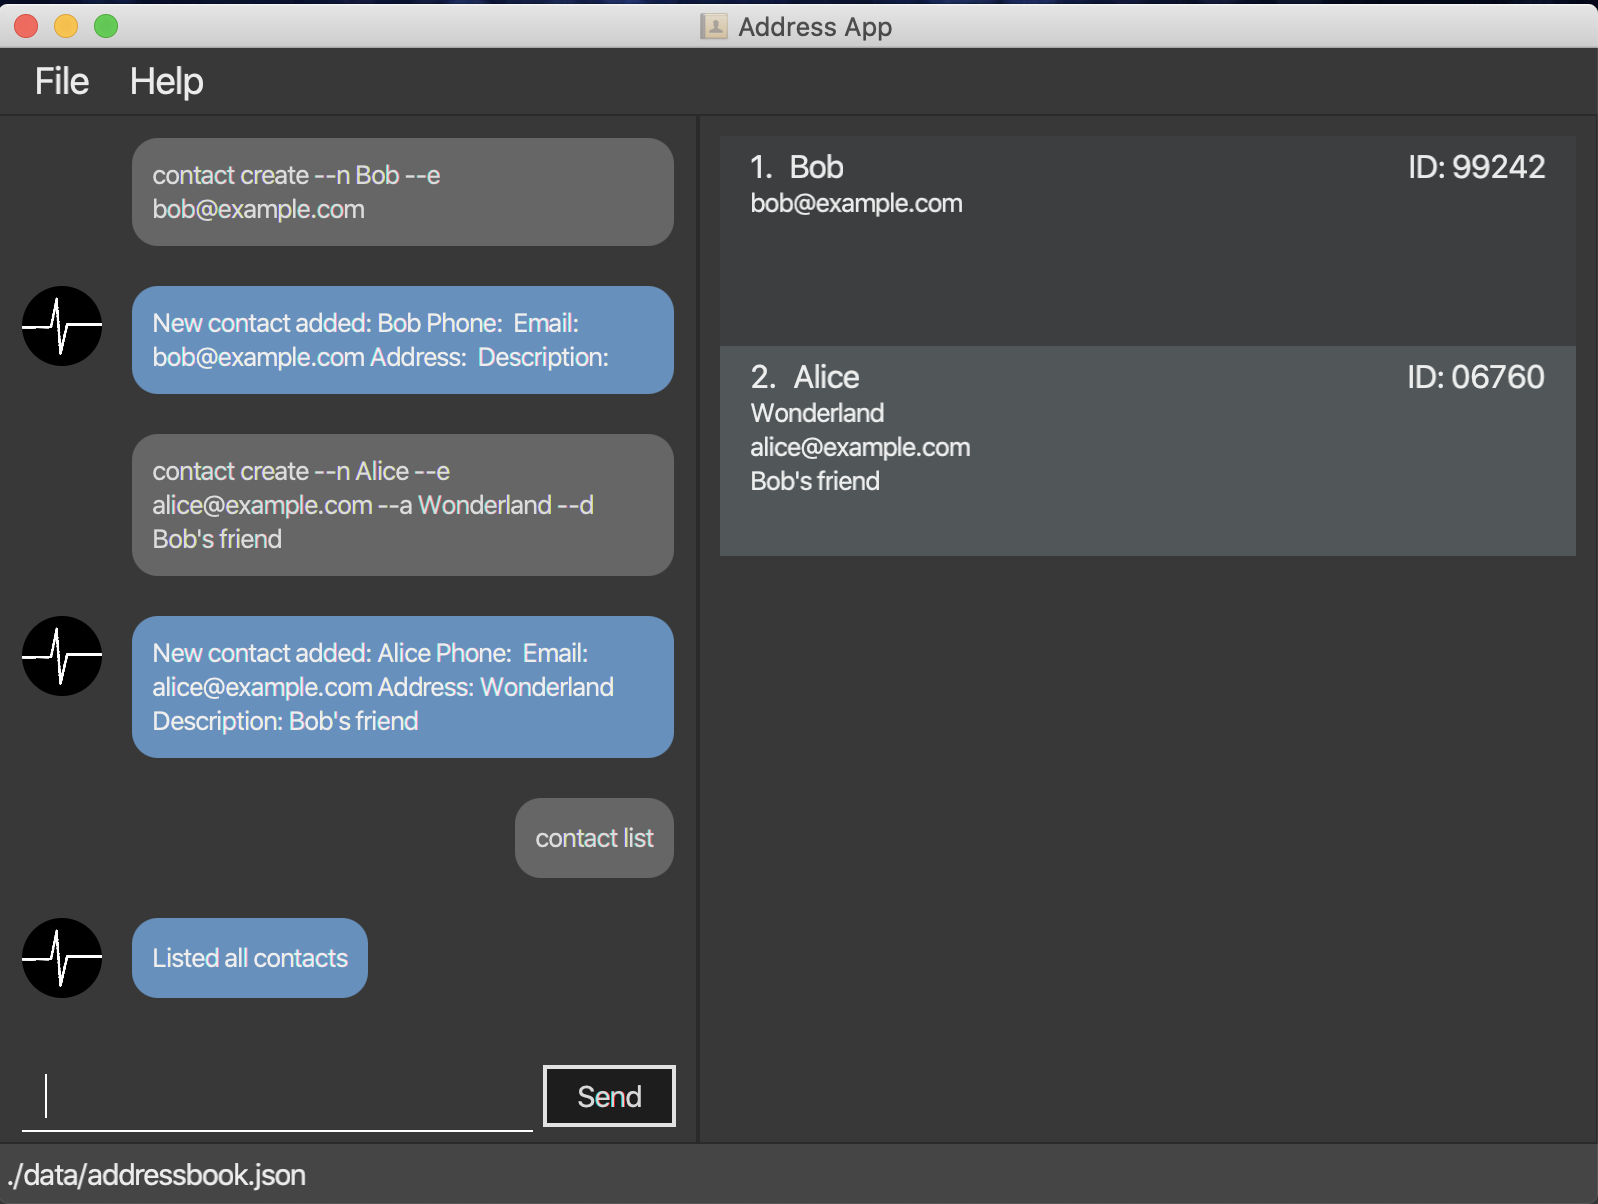 Address App
File Help
contact create --n Bob --e
bob@example.com
New contact added: Bob Phone:  Email:
bob@example.com Address:  Description:
contact create --n Alice --e
alice@example.com --a Wonderland --d
Bob's friend
New contact added: Alice Phone:  Email:
alice@example.com Address: Wonderland
Description: Bob's friend
contact list
Listed all contacts
Send
1. Bob ID: 99242
bob@example.com
2. Alice ID: 06760
Wonderland
alice@example.com
Bob's friend
./data/addressbook.json